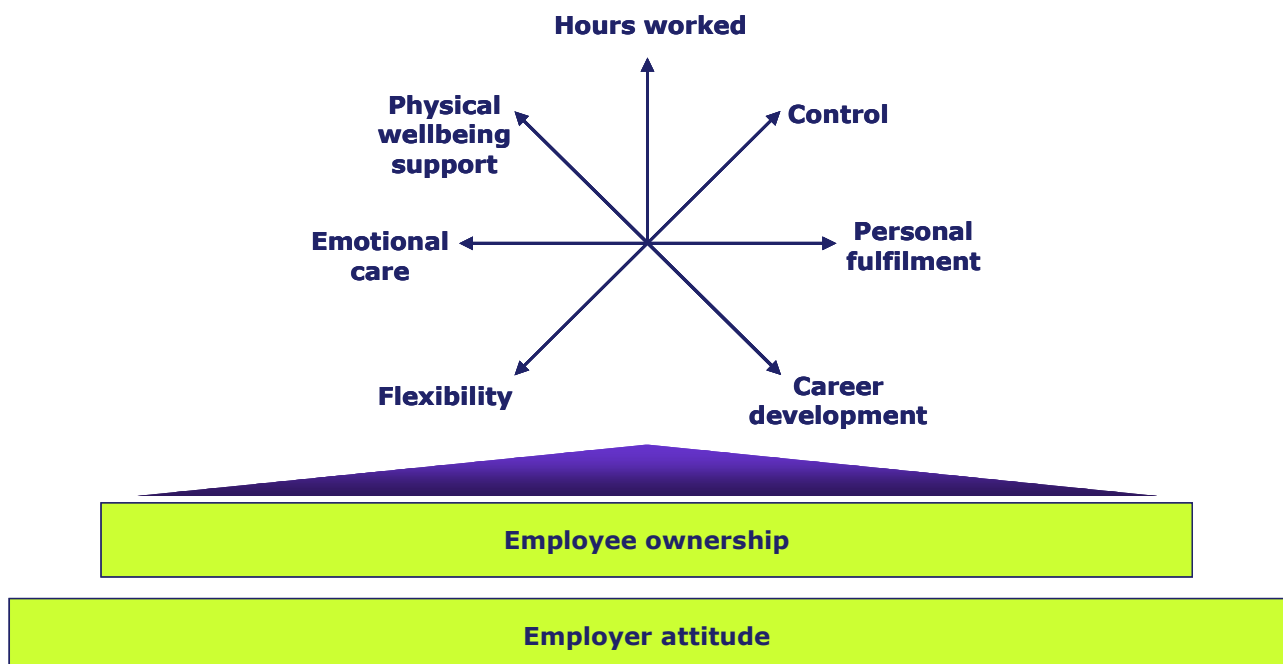 Hours worked
Physical
wellbeing
support
Control
Emotional
care
Personal
fulfilment
Flexibility
Career
development
Employee ownership
Employer attitude